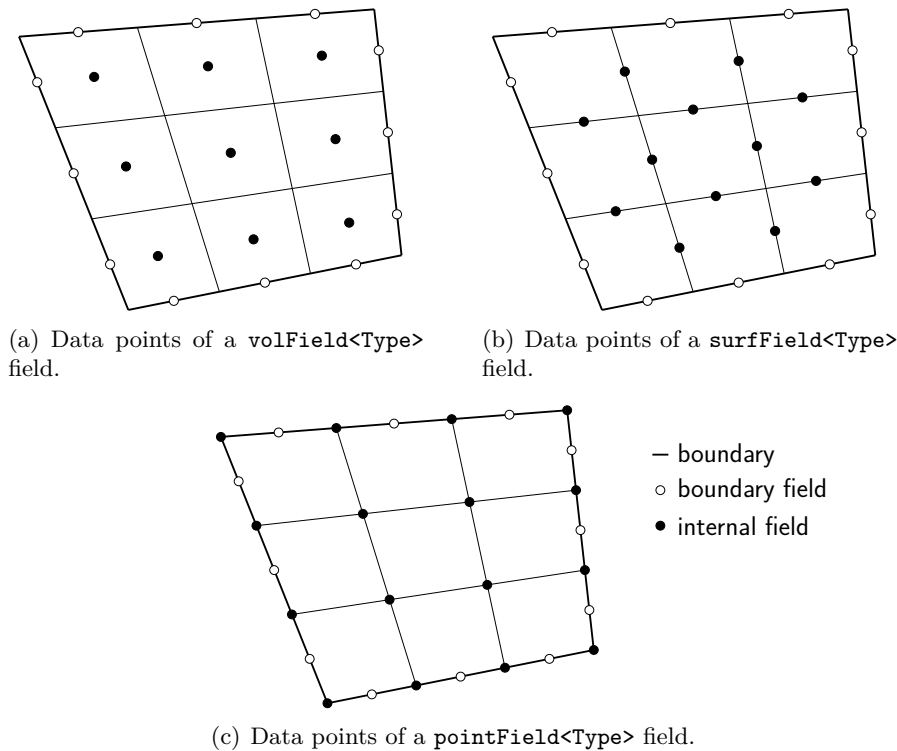 (a) Data points of a volField<Type>
field.
(b) Data points of a surfField<Type>
field.
boundary
boundary field
internal field
(c) Data points of a pointField<Type> field.